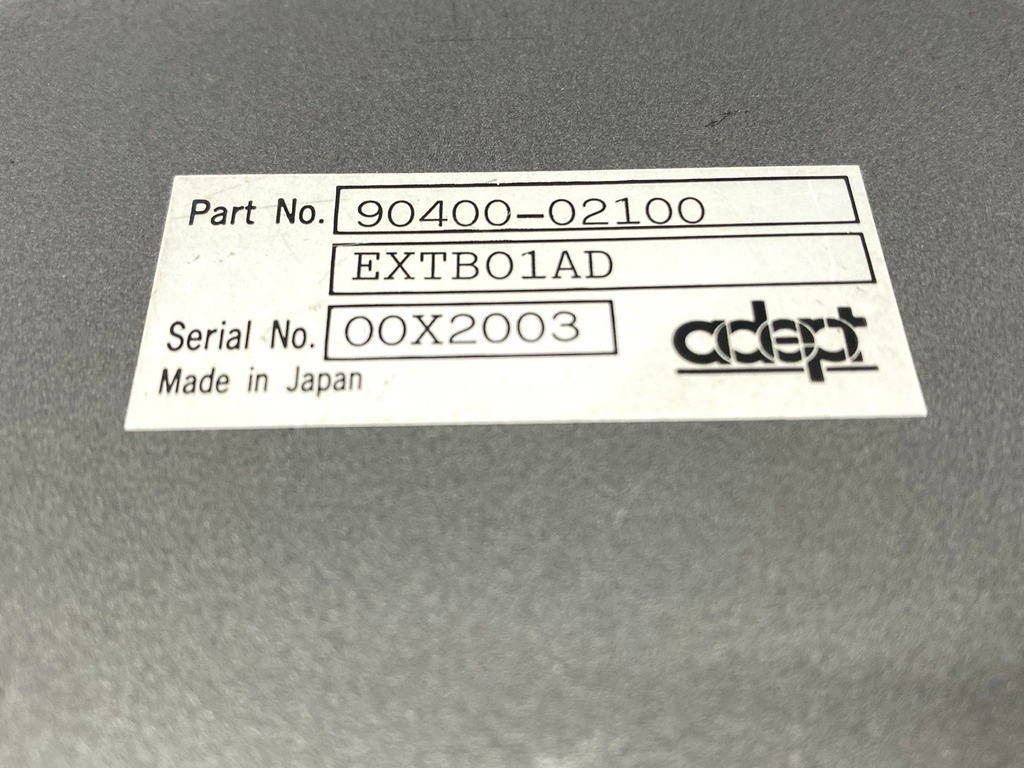 Part No. 90400-02100
EXTB01AD
Serial No. 00X2003
adept
Made in Japan